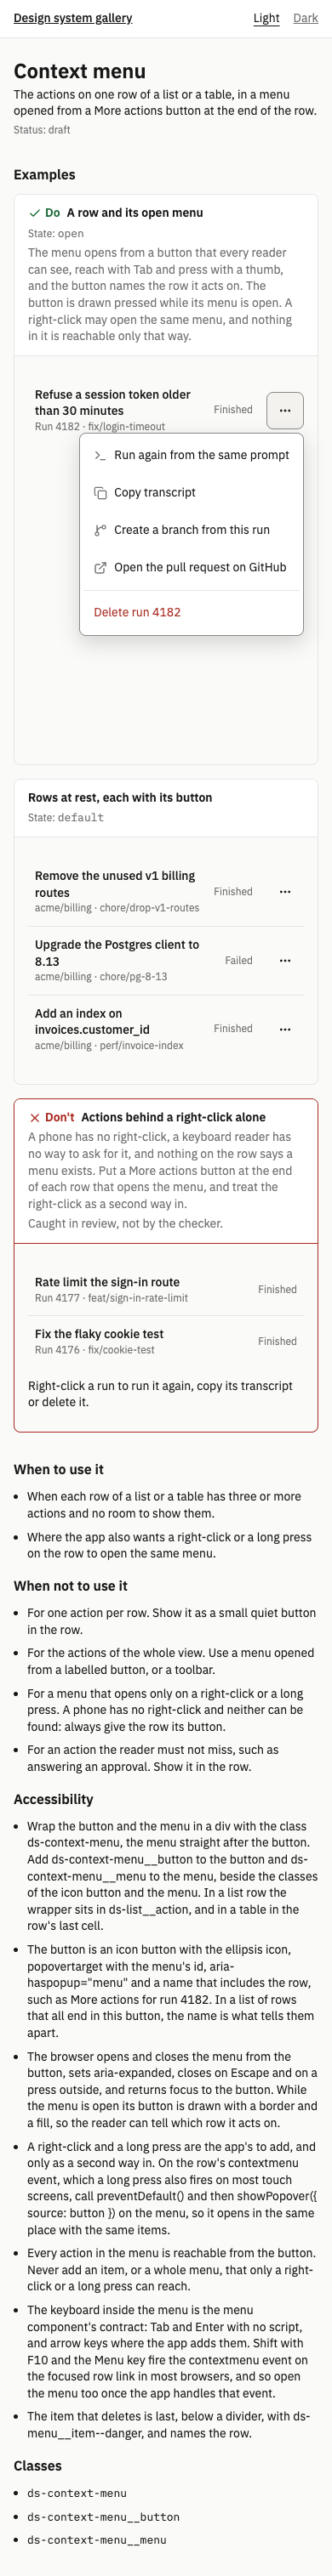 Design system gallery
Light
Dark
Context menu
The actions on one row of a list or a table, in a menu
opened from a More actions button at the end of the row.
Status: draft
Examples
Do A row and its open menu
State: open
The menu opens from a button that every reader
can see, reach with Tab and press with a thumb,
and the button names the row it acts on. The
button is drawn pressed while its menu is open. A
right-click may open the same menu, and nothing
in it is reachable only that way.
Refuse a session token older
than 30 minutes
Run 4182 · fix/login-timeout
Finished
Run again from the same prompt
Copy transcript
Create a branch from this run
Open the pull request on GitHub
Delete run 4182
Rows at rest, each with its button
State: default
Remove the unused v1 billing
routes
acme/billing · chore/drop-v1-routes
Finished
Upgrade the Postgres client to
8.13
acme/billing · chore/pg-8-13
Failed
Add an index on
invoices.customer_id
acme/billing · perf/invoice-index
Finished
Don't Actions behind a right-click alone
A phone has no right-click, a keyboard reader has
no way to ask for it, and nothing on the row says a
menu exists. Put a More actions button at the end
of each row that opens the menu, and treat the
right-click as a second way in.
Caught in review, not by the checker.
Rate limit the sign-in route
Run 4177 · feat/sign-in-rate-limit
Finished
Fix the flaky cookie test
Run 4176 · fix/cookie-test
Finished
Right-click a run to run it again, copy its transcript
or delete it.
When to use it
When each row of a list or a table has three or more
actions and no room to show them.
Where the app also wants a right-click or a long press
on the row to open the same menu.
When not to use it
For one action per row. Show it as a small quiet button
in the row.
For the actions of the whole view. Use a menu opened
from a labelled button, or a toolbar.
For a menu that opens only on a right-click or a long
press. A phone has no right-click and neither can be
found: always give the row its button.
For an action the reader must not miss, such as
answering an approval. Show it in the row.
Accessibility
Wrap the button and the menu in a div with the class
ds-context-menu, the menu straight after the button.
Add ds-context-menu__button to the button and ds-
context-menu__menu to the menu, beside the classes
of the icon button and the menu. In a list row the
wrapper sits in ds-list__action, and in a table in the
row's last cell.
The button is an icon button with the ellipsis icon,
popovertarget with the menu's id, aria-
haspopup="menu" and a name that includes the row,
such as More actions for run 4182. In a list of rows
that all end in this button, the name is what tells them
apart.
The browser opens and closes the menu from the
button, sets aria-expanded, closes on Escape and on a
press outside, and returns focus to the button. While
the menu is open its button is drawn with a border and
a fill, so the reader can tell which row it acts on.
A right-click and a long press are the app's to add, and
only as a second way in. On the row's contextmenu
event, which a long press also fires on most touch
screens, call preventDefault() and then showPopover({
source: button }) on the menu, so it opens in the same
place with the same items.
Every action in the menu is reachable from the button.
Never add an item, or a whole menu, that only a right-
click or a long press can reach.
The keyboard inside the menu is the menu
component's contract: Tab and Enter with no script,
and arrow keys where the app adds them. Shift with
F10 and the Menu key fire the contextmenu event on
the focused row link in most browsers, and so open
the menu too once the app handles that event.
The item that deletes is last, below a divider, with ds-
menu__item--danger, and names the row.
Classes
ds-context-menu
ds-context-menu__button
ds-context-menu__menu